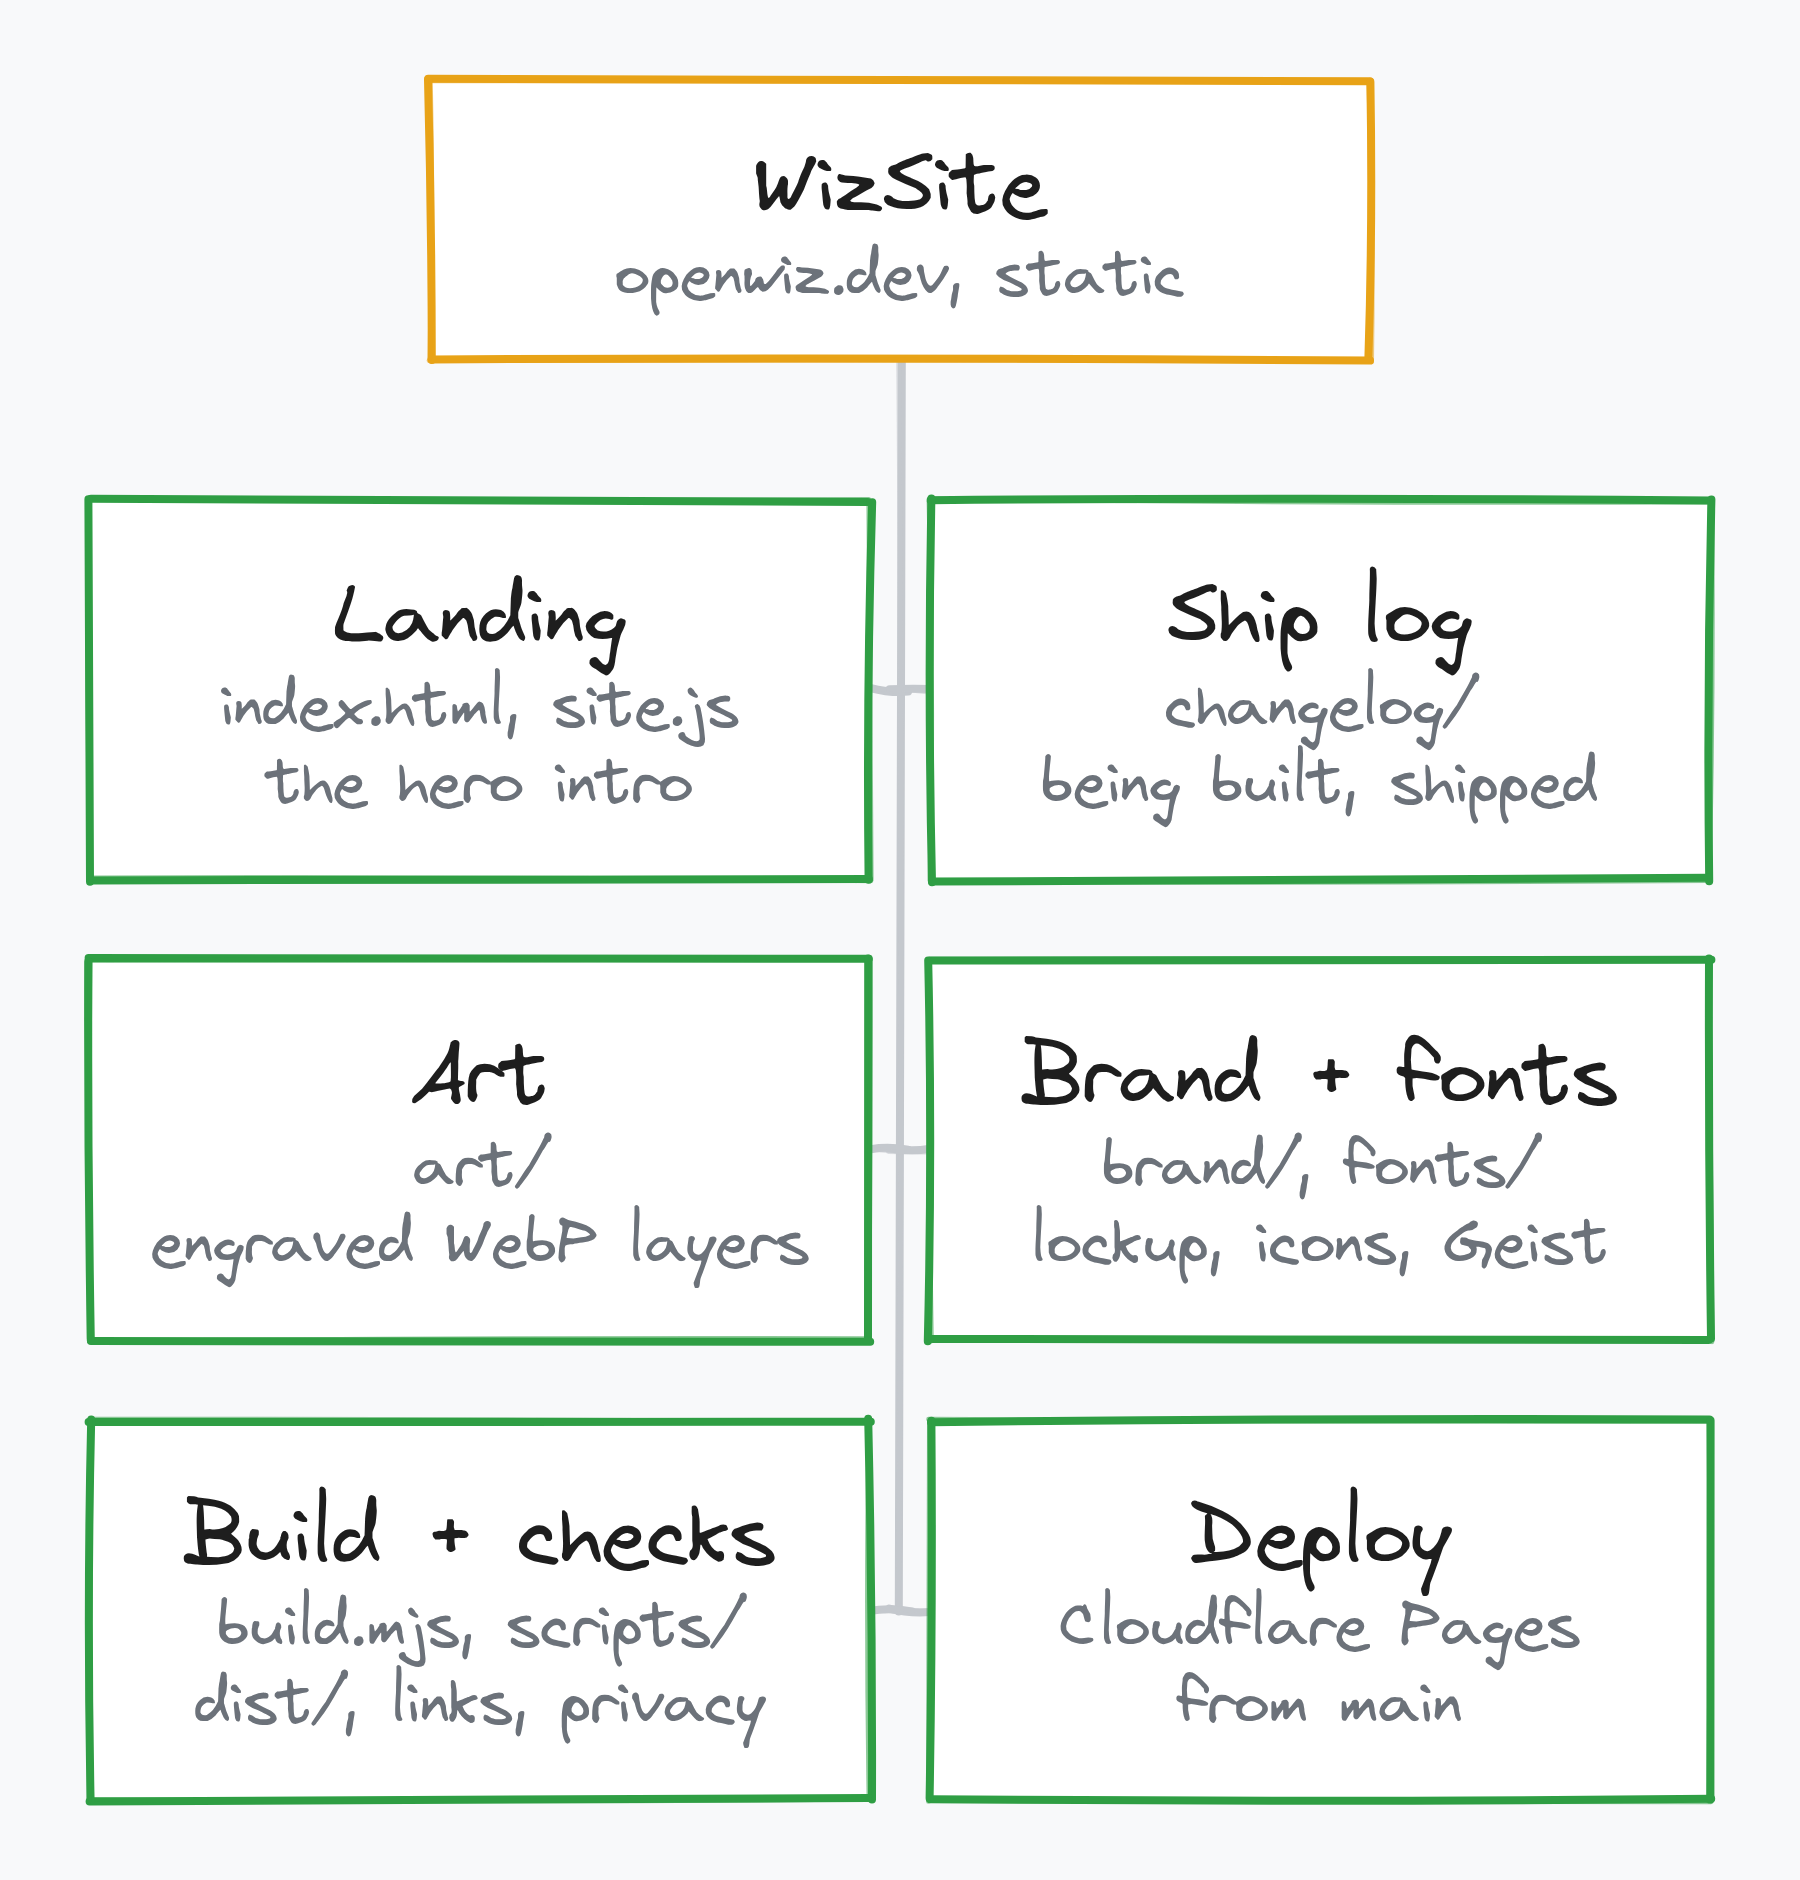 WizSite
openwiz.dev, static
Landing
index.html, site.js
the hero intro
Ship log
changelog/
being built, shipped
Art
art/
engraved WebP layers
Brand + fonts
brand/, fonts/
lockup, icons, Geist
Build + checks
build.mjs, scripts/
dist/, links, privacy
Deploy
Cloudflare Pages
from main